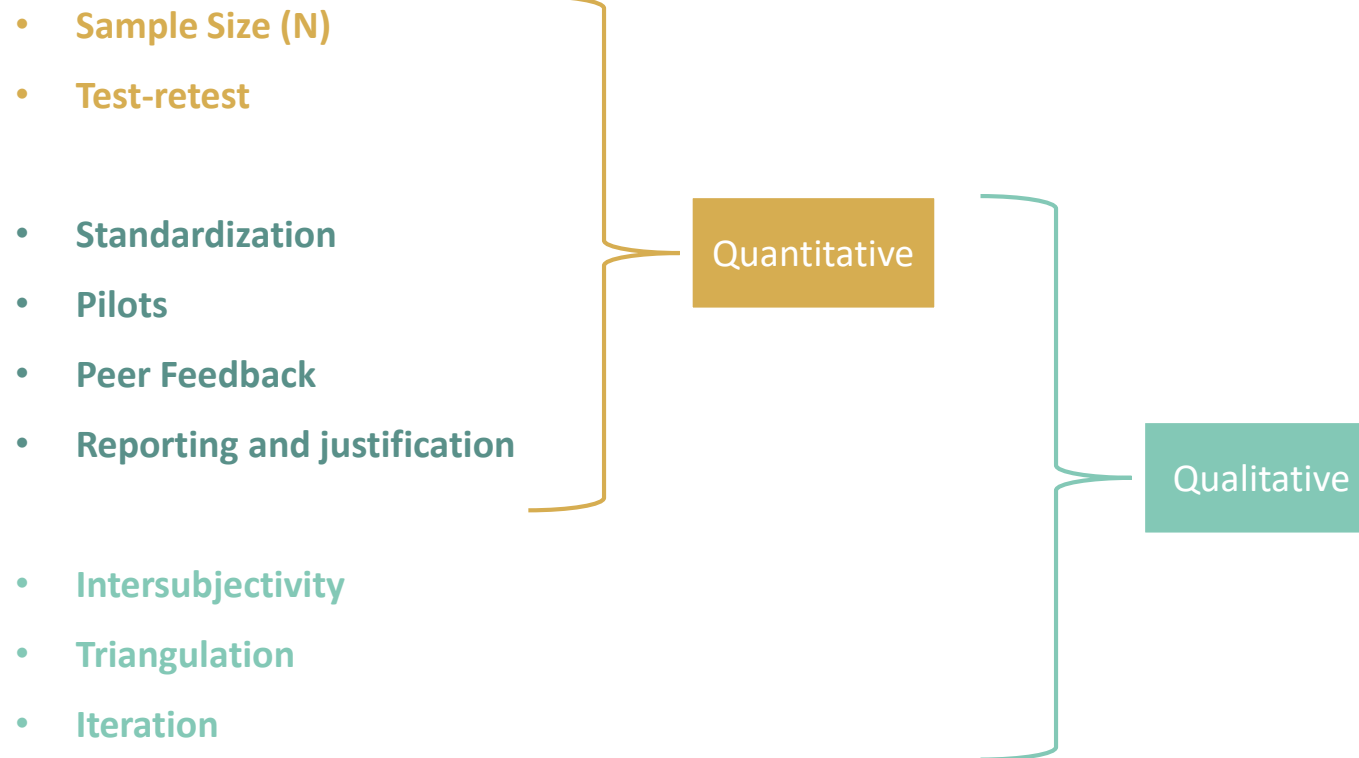 • Sample Size (N)
• Test-retest
• Standardization
• Pilots
• Peer Feedback
• Reporting and justification
• Intersubjectivity
• Triangulation
• Iteration
Quantitative
Qualitative